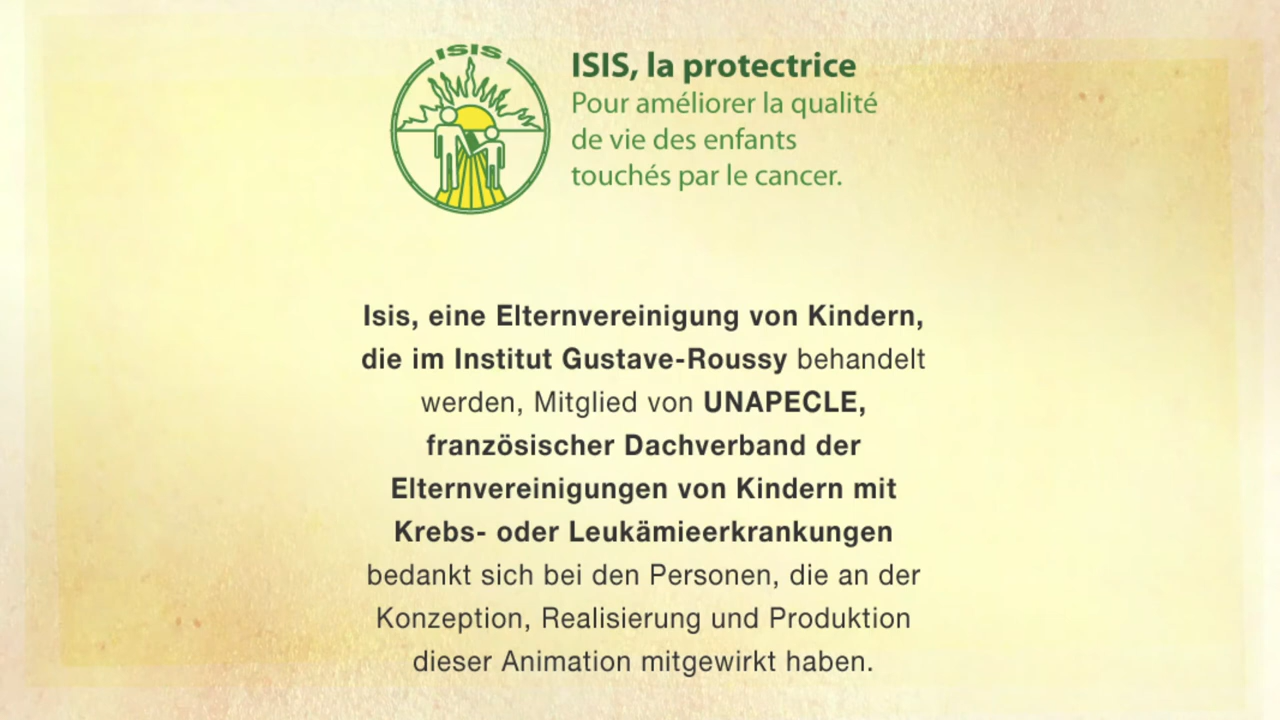 ISIS
ISIS, la protectrice
Pour améliorer la qualité
de vie des enfants
touchés par le cancer.
Isis, eine Elternvereinigung von Kindern,
die im Institut Gustave-Roussy behandelt
werden, Mitglied von UNAPECLE,
französischer Dachverband der
Elternvereinigungen von Kindern mit
Krebs- oder Leukämieerkrankungen
bedankt sich bei den Personen, die an der
Konzeption, Realisierung und Produktion
dieser Animation mitgewirkt haben.